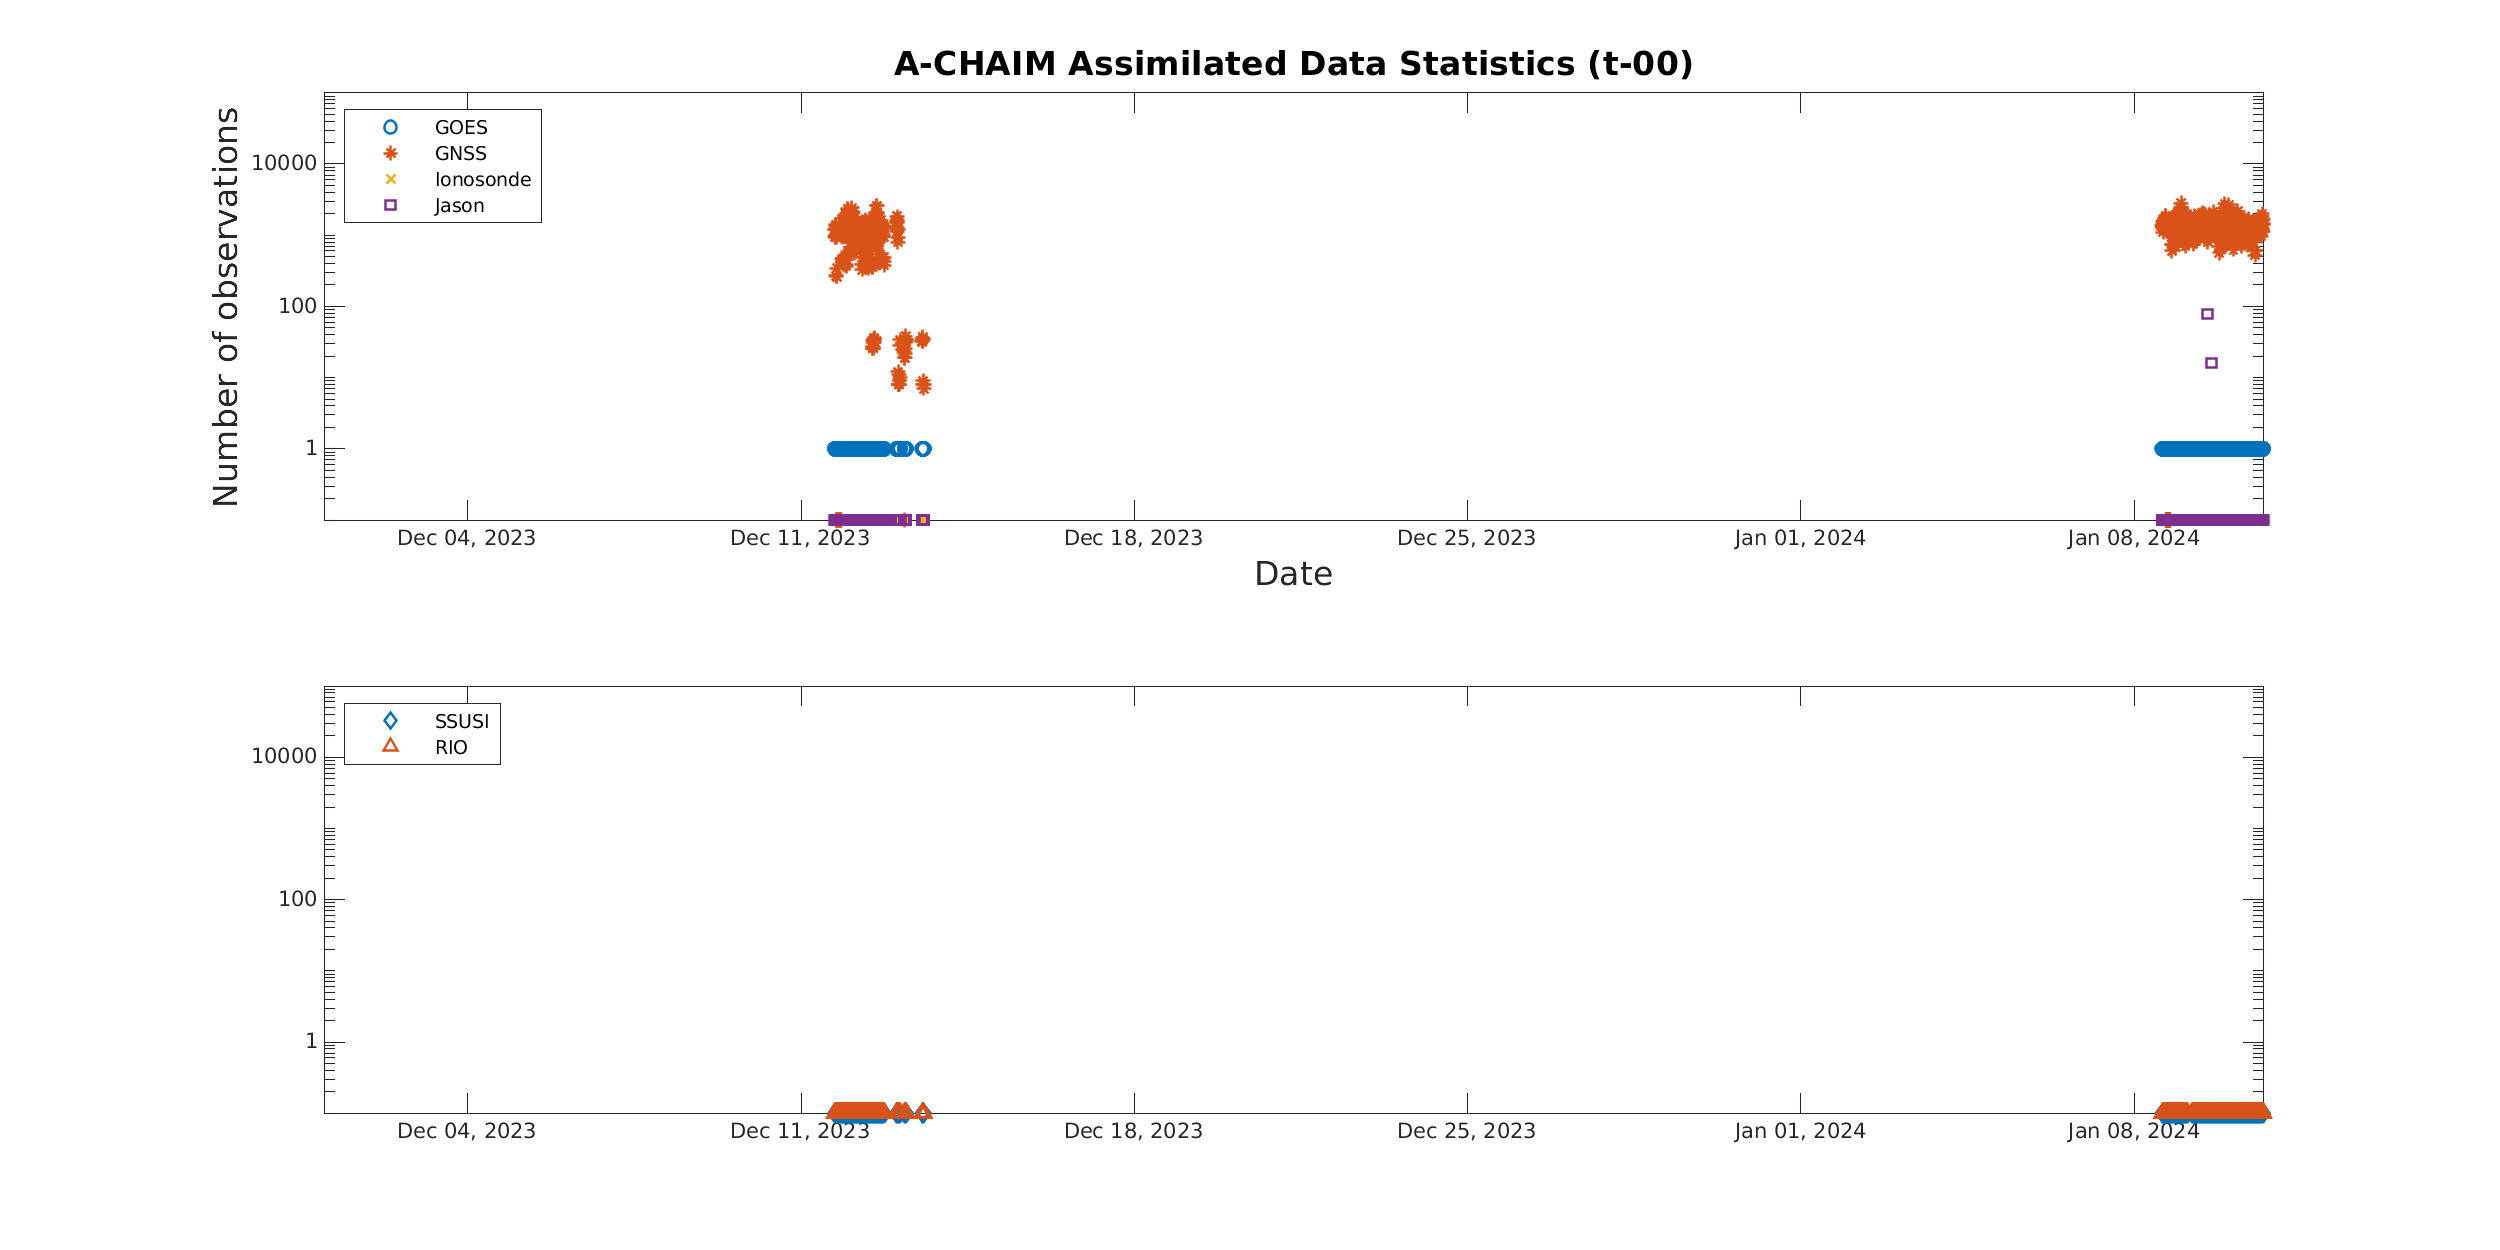 A-CHAIM Assimilated Data Statistics (t-00)
Number of observations
10000
100
1
GOES
GNSS
Ionosonde
Jason
Dec 04, 2023
Dec 11, 2023
Dec 18, 2023
Dec 25, 2023
Jan 01, 2024
Jan 08, 2024
Date
10000
100
1
SSUSI
RIO
Dec 04, 2023
Dec 11, 2023
Dec 18, 2023
Dec 25, 2023
Jan 01, 2024
Jan 08, 2024